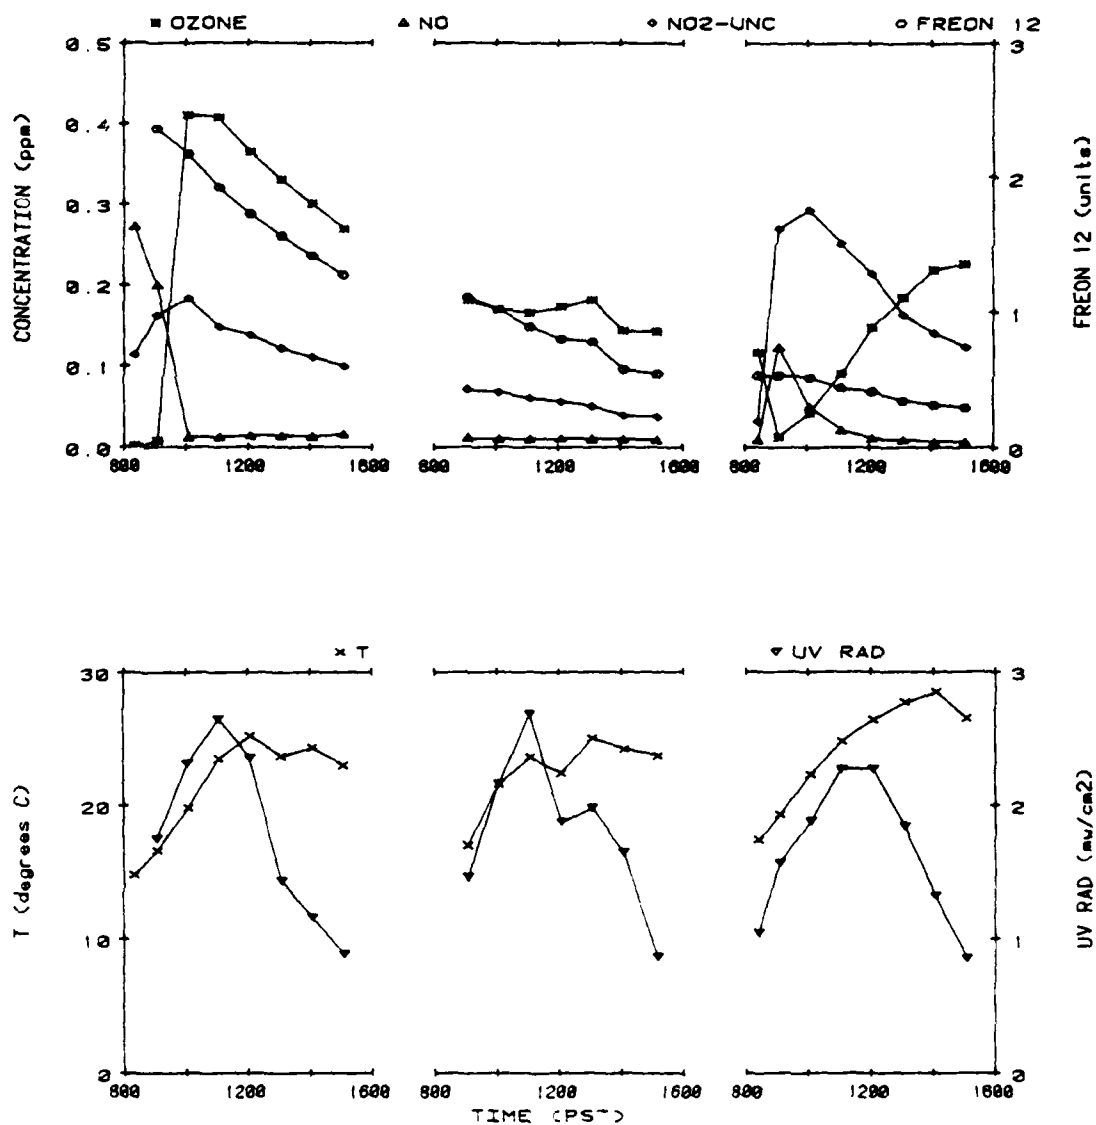 OZONE NO NO2-UNC FREON 12
0.5 3
0.4
2
0.3
0.2
1
0.1
0.0 0
800 1200 1600 800 1200 1600 800 1200 1600
CONCENTRATION (ppm)
FREON 12 (units)
T UV RAD
30 3
20 2
10 1
0 0
800 1200 1600 800 1200 1600 800 1200 1600
T (degrees C)
UV RAD (mw/cm2)
TIME (PST)